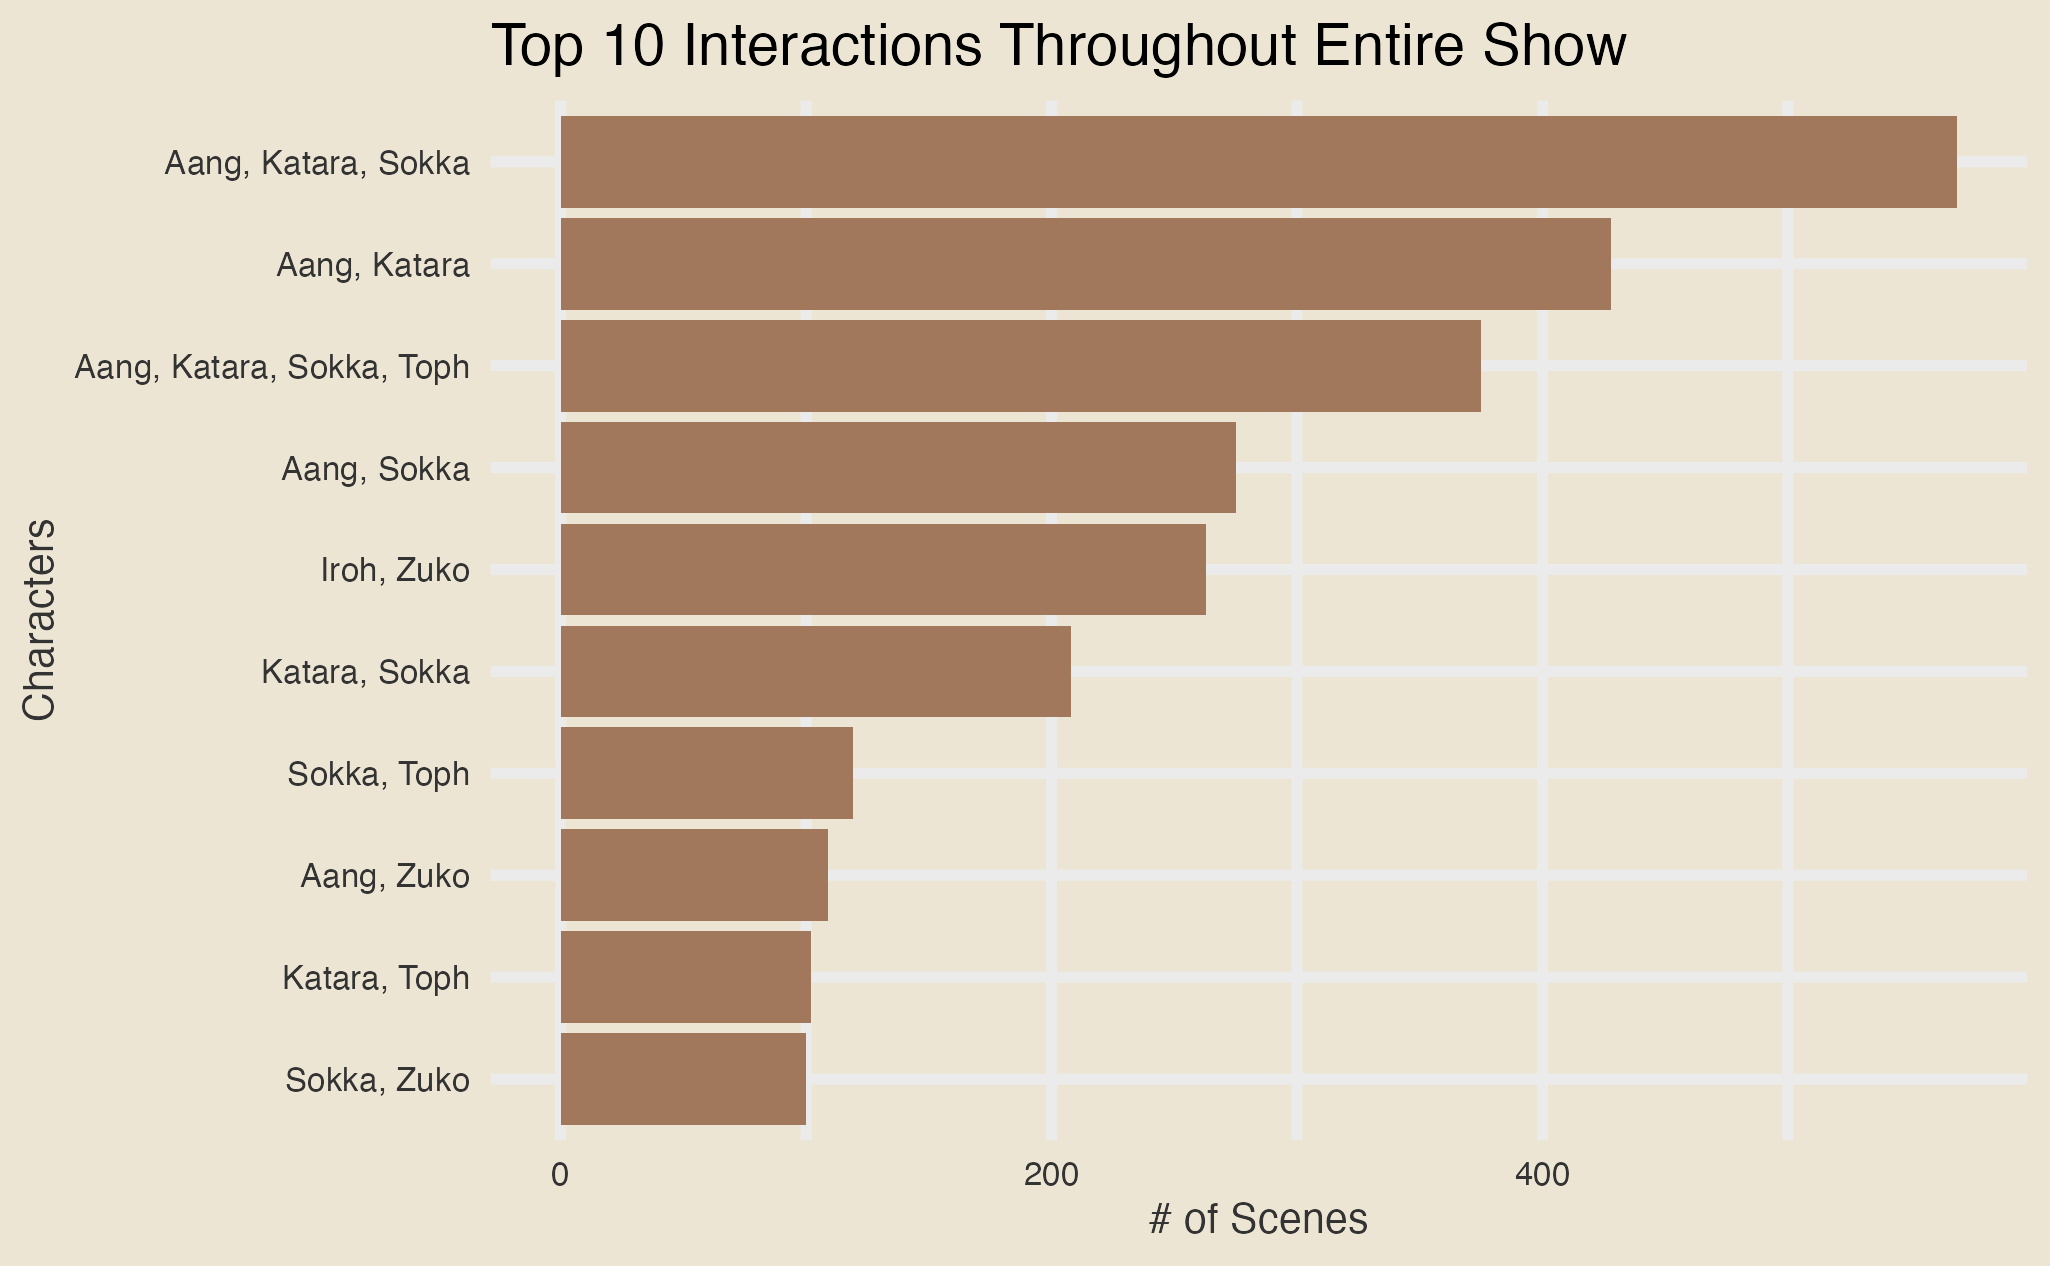 Top 10 Interactions Throughout Entire Show
Characters
Aang, Katara, Sokka
Aang, Katara
Aang, Katara, Sokka, Toph
Aang, Sokka
Iroh, Zuko
Katara, Sokka
Sokka, Toph
Aang, Zuko
Katara, Toph
Sokka, Zuko
0 200 400
# of Scenes